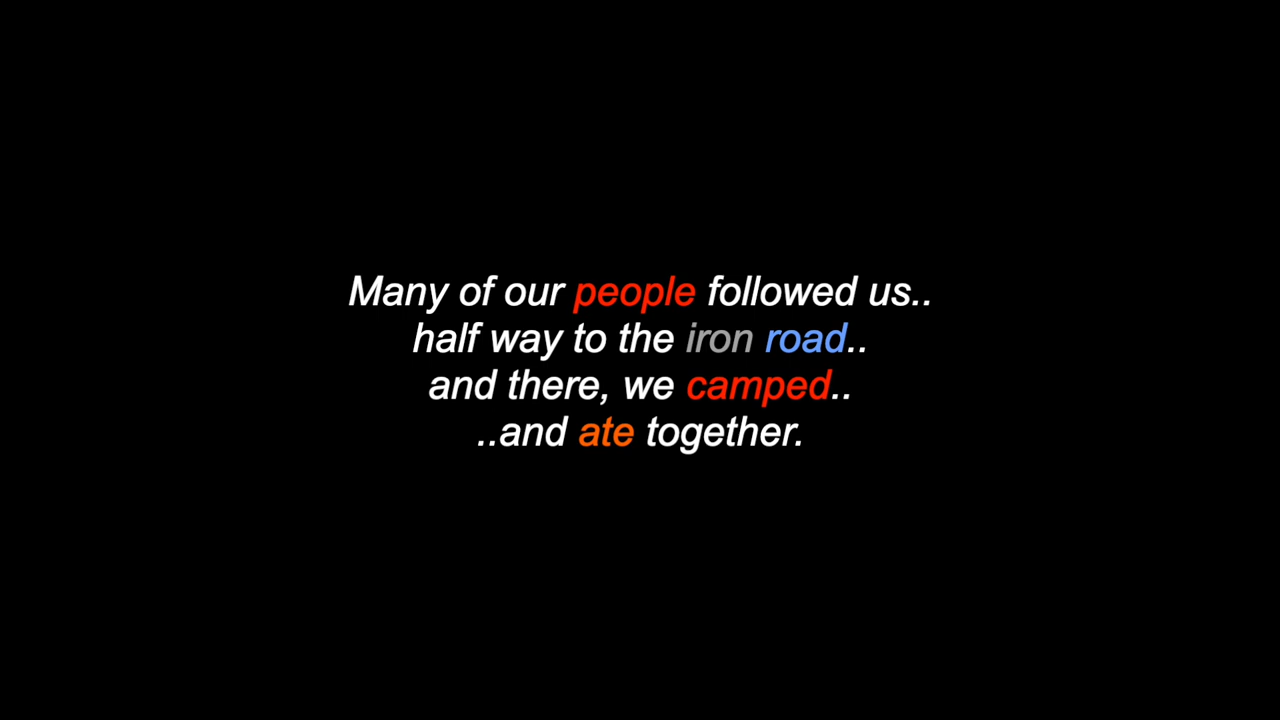 Many of our people followed us..
half way to the iron road..
and there, we camped..
..and ate together.